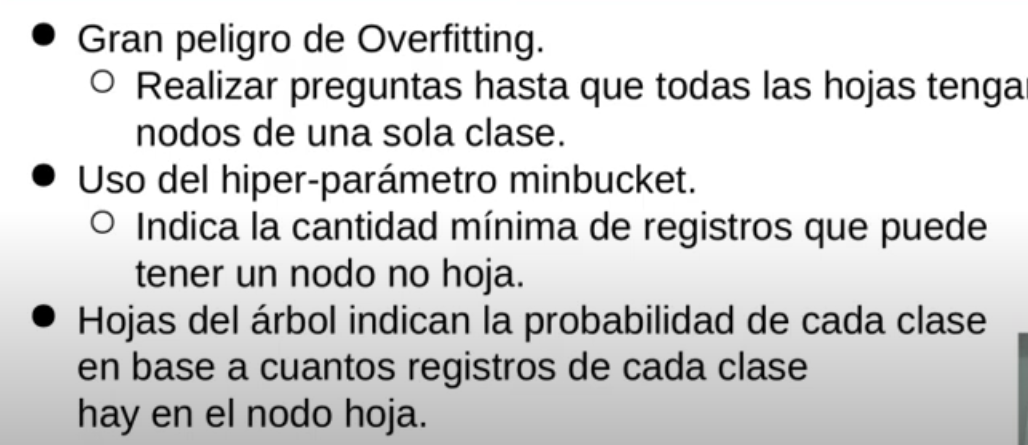 ● Gran peligro de Overfitting.
○ Realizar preguntas hasta que todas las hojas tenga
nodos de una sola clase.
● Uso del hiper-parámetro minbucket.
○ Indica la cantidad mínima de registros que puede
tener un nodo no hoja.
● Hojas del árbol indican la probabilidad de cada clase
en base a cuantos registros de cada clase
hay en el nodo hoja.